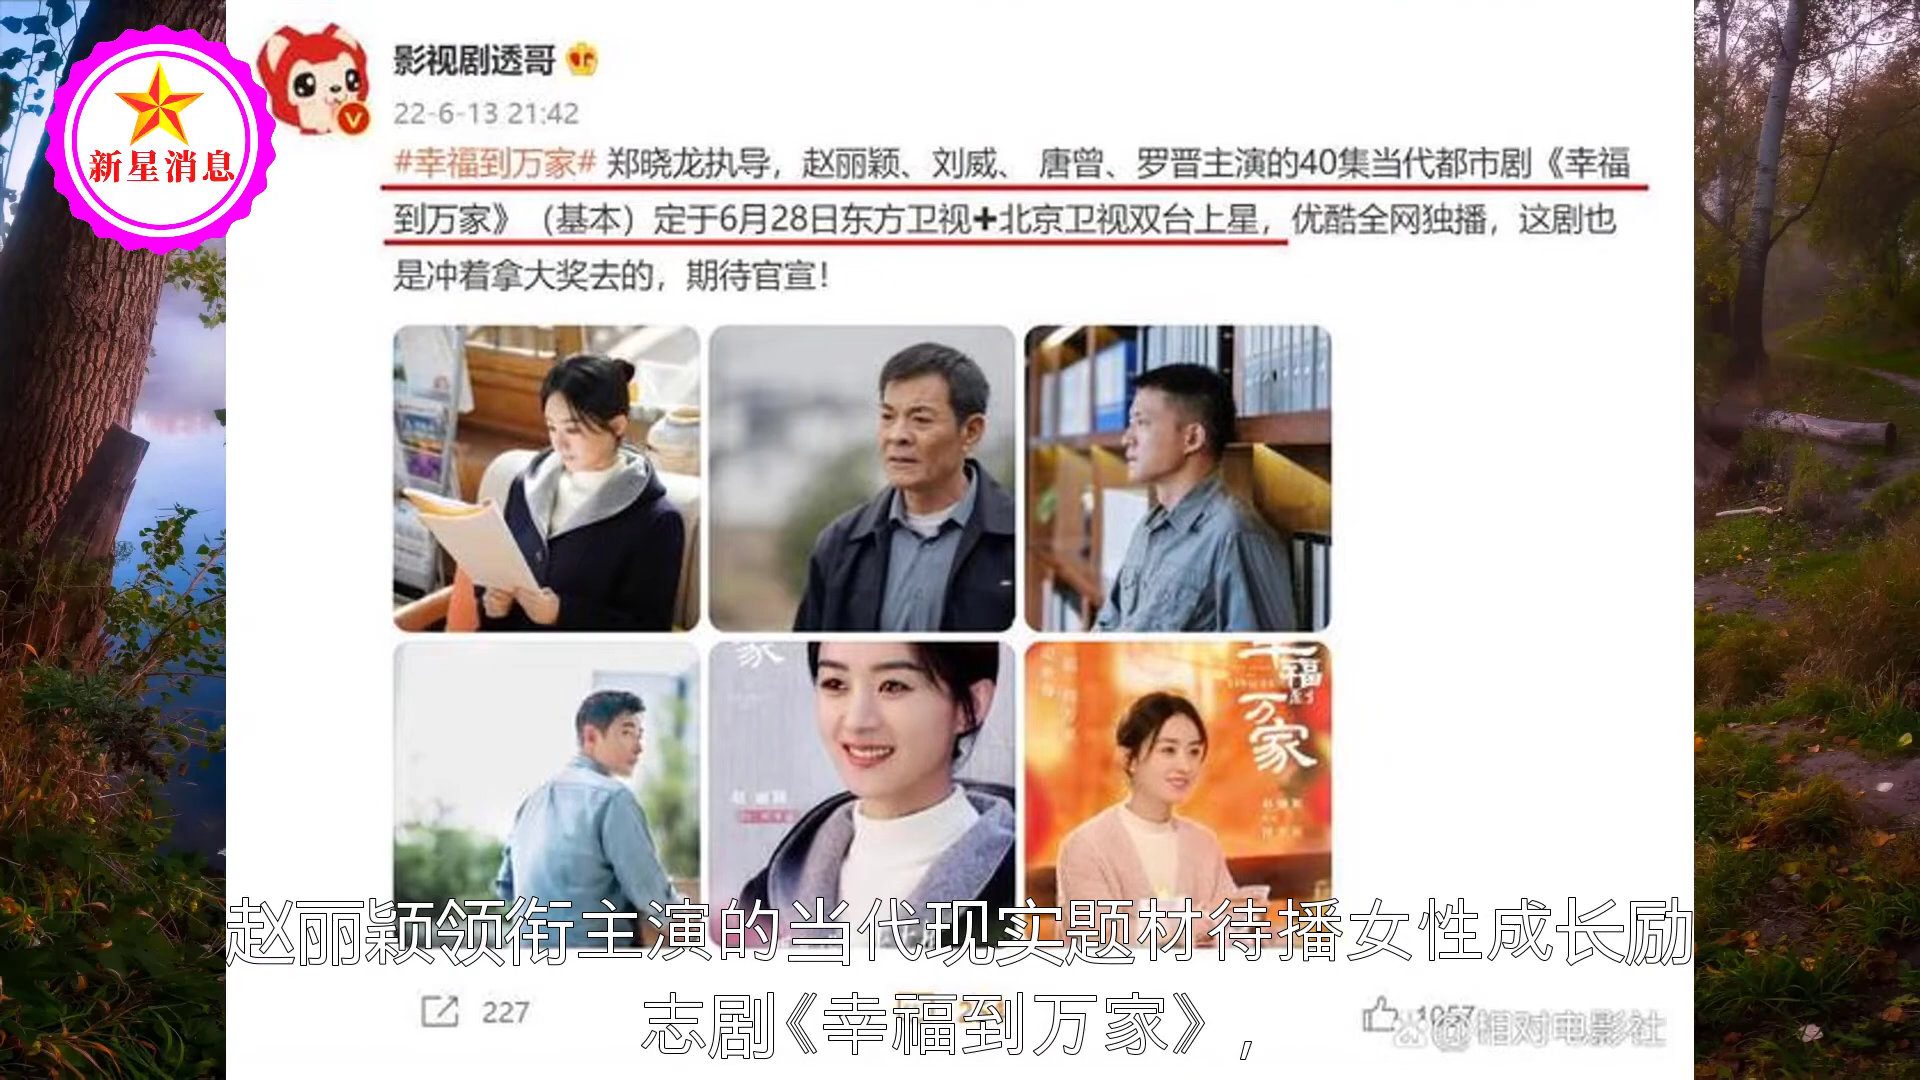 新星消息
影视剧透哥
22-6-13 21:42
#幸福到万家# 郑晓龙执导，赵丽颖、刘威、 唐曾、罗晋主演的40集当代都市剧《幸福
到万家》（基本）定于6月28日东方卫视+北京卫视双台上星，优酷全网独播，这剧也
是冲着拿大奖去的，期待官宣！
家
幸福
到
万
家
赵丽颖领衔主演的当代现实题材待播女性成长励
志剧《幸福到万家》,
227
1057
@相对电影社